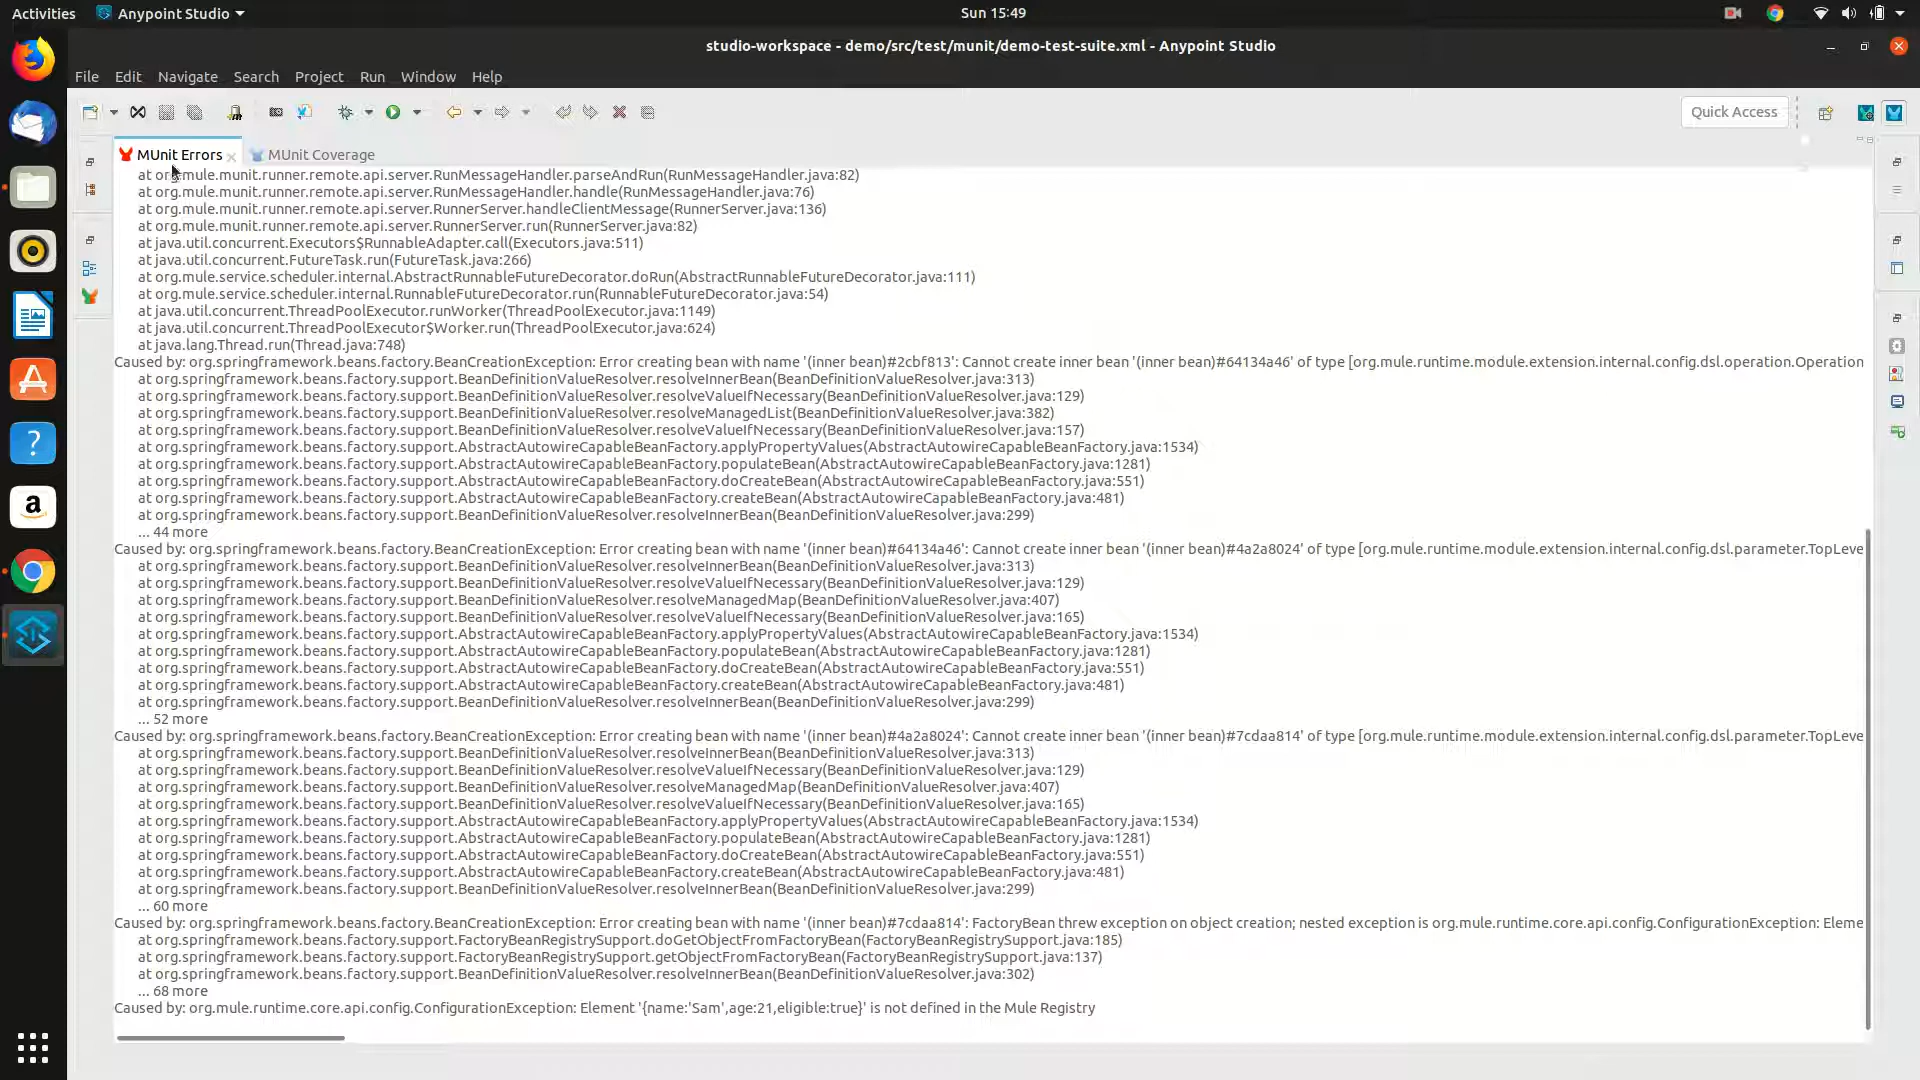 Activities
Anypoint Studio
Sun 15:49
studio-workspace - demo/src/test/munit/demo-test-suite.xml - Anypoint Studio
File Edit Navigate Search Project Run Window Help
Quick Access
MUnit Errors
MUnit Coverage
at org.mule.munit.runner.remote.api.server.RunMessageHandler.parseAndRun(RunMessageHandler.java:82)
at org.mule.munit.runner.remote.api.server.RunMessageHandler.handle(RunMessageHandler.java:76)
at org.mule.munit.runner.remote.api.server.RunnerServer.handleClientMessage(RunnerServer.java:136)
at org.mule.munit.runner.remote.api.server.RunnerServer.run(RunnerServer.java:82)
at java.util.concurrent.Executors$RunnableAdapter.call(Executors.java:511)
at java.util.concurrent.FutureTask.run(FutureTask.java:266)
at org.mule.service.scheduler.internal.AbstractRunnableFutureDecorator.doRun(AbstractRunnableFutureDecorator.java:111)
at org.mule.service.scheduler.internal.RunnableFutureDecorator.run(RunnableFutureDecorator.java:54)
at java.util.concurrent.ThreadPoolExecutor.runWorker(ThreadPoolExecutor.java:1149)
at java.util.concurrent.ThreadPoolExecutor$Worker.run(ThreadPoolExecutor.java:624)
at java.lang.Thread.run(Thread.java:748)
Caused by: org.springframework.beans.factory.BeanCreationException: Error creating bean with name '(inner bean)#2cbf813': Cannot create inner bean '(inner bean)#64134a46' of type [org.mule.runtime.module.extension.internal.config.dsl.operation.Operation
at org.springframework.beans.factory.support.BeanDefinitionValueResolver.resolveInnerBean(BeanDefinitionValueResolver.java:313)
at org.springframework.beans.factory.support.BeanDefinitionValueResolver.resolveValueIfNecessary(BeanDefinitionValueResolver.java:129)
at org.springframework.beans.factory.support.BeanDefinitionValueResolver.resolveManagedList(BeanDefinitionValueResolver.java:382)
at org.springframework.beans.factory.support.BeanDefinitionValueResolver.resolveValueIfNecessary(BeanDefinitionValueResolver.java:157)
at org.springframework.beans.factory.support.AbstractAutowireCapableBeanFactory.applyPropertyValues(AbstractAutowireCapableBeanFactory.java:1534)
at org.springframework.beans.factory.support.AbstractAutowireCapableBeanFactory.populateBean(AbstractAutowireCapableBeanFactory.java:1281)
at org.springframework.beans.factory.support.AbstractAutowireCapableBeanFactory.doCreateBean(AbstractAutowireCapableBeanFactory.java:551)
at org.springframework.beans.factory.support.AbstractAutowireCapableBeanFactory.createBean(AbstractAutowireCapableBeanFactory.java:481)
at org.springframework.beans.factory.support.BeanDefinitionValueResolver.resolveInnerBean(BeanDefinitionValueResolver.java:299)
... 44 more
Caused by: org.springframework.beans.factory.BeanCreationException: Error creating bean with name '(inner bean)#64134a46': Cannot create inner bean '(inner bean)#4a2a8024' of type [org.mule.runtime.module.extension.internal.config.dsl.parameter.TopLeve
at org.springframework.beans.factory.support.BeanDefinitionValueResolver.resolveInnerBean(BeanDefinitionValueResolver.java:313)
at org.springframework.beans.factory.support.BeanDefinitionValueResolver.resolveValueIfNecessary(BeanDefinitionValueResolver.java:129)
at org.springframework.beans.factory.support.BeanDefinitionValueResolver.resolveManagedMap(BeanDefinitionValueResolver.java:407)
at org.springframework.beans.factory.support.BeanDefinitionValueResolver.resolveValueIfNecessary(BeanDefinitionValueResolver.java:165)
at org.springframework.beans.factory.support.AbstractAutowireCapableBeanFactory.applyPropertyValues(AbstractAutowireCapableBeanFactory.java:1534)
at org.springframework.beans.factory.support.AbstractAutowireCapableBeanFactory.populateBean(AbstractAutowireCapableBeanFactory.java:1281)
at org.springframework.beans.factory.support.AbstractAutowireCapableBeanFactory.doCreateBean(AbstractAutowireCapableBeanFactory.java:551)
at org.springframework.beans.factory.support.AbstractAutowireCapableBeanFactory.createBean(AbstractAutowireCapableBeanFactory.java:481)
at org.springframework.beans.factory.support.BeanDefinitionValueResolver.resolveInnerBean(BeanDefinitionValueResolver.java:299)
... 52 more
Caused by: org.springframework.beans.factory.BeanCreationException: Error creating bean with name '(inner bean)#4a2a8024': Cannot create inner bean '(inner bean)#7cdaa814' of type [org.mule.runtime.module.extension.internal.config.dsl.parameter.TopLeve
at org.springframework.beans.factory.support.BeanDefinitionValueResolver.resolveInnerBean(BeanDefinitionValueResolver.java:313)
at org.springframework.beans.factory.support.BeanDefinitionValueResolver.resolveValueIfNecessary(BeanDefinitionValueResolver.java:129)
at org.springframework.beans.factory.support.BeanDefinitionValueResolver.resolveManagedMap(BeanDefinitionValueResolver.java:407)
at org.springframework.beans.factory.support.BeanDefinitionValueResolver.resolveValueIfNecessary(BeanDefinitionValueResolver.java:165)
at org.springframework.beans.factory.support.AbstractAutowireCapableBeanFactory.applyPropertyValues(AbstractAutowireCapableBeanFactory.java:1534)
at org.springframework.beans.factory.support.AbstractAutowireCapableBeanFactory.populateBean(AbstractAutowireCapableBeanFactory.java:1281)
at org.springframework.beans.factory.support.AbstractAutowireCapableBeanFactory.doCreateBean(AbstractAutowireCapableBeanFactory.java:551)
at org.springframework.beans.factory.support.AbstractAutowireCapableBeanFactory.createBean(AbstractAutowireCapableBeanFactory.java:481)
at org.springframework.beans.factory.support.BeanDefinitionValueResolver.resolveInnerBean(BeanDefinitionValueResolver.java:299)
... 60 more
Caused by: org.springframework.beans.factory.BeanCreationException: Error creating bean with name '(inner bean)#7cdaa814': FactoryBean threw exception on object creation; nested exception is org.mule.runtime.core.api.config.ConfigurationException: Eleme
at org.springframework.beans.factory.support.FactoryBeanRegistrySupport.doGetObjectFromFactoryBean(FactoryBeanRegistrySupport.java:185)
at org.springframework.beans.factory.support.FactoryBeanRegistrySupport.getObjectFromFactoryBean(FactoryBeanRegistrySupport.java:137)
at org.springframework.beans.factory.support.BeanDefinitionValueResolver.resolveInnerBean(BeanDefinitionValueResolver.java:302)
... 68 more
Caused by: org.mule.runtime.core.api.config.ConfigurationException: Element '{name:'Sam',age:21,eligible:true}' is not defined in the Mule Registry